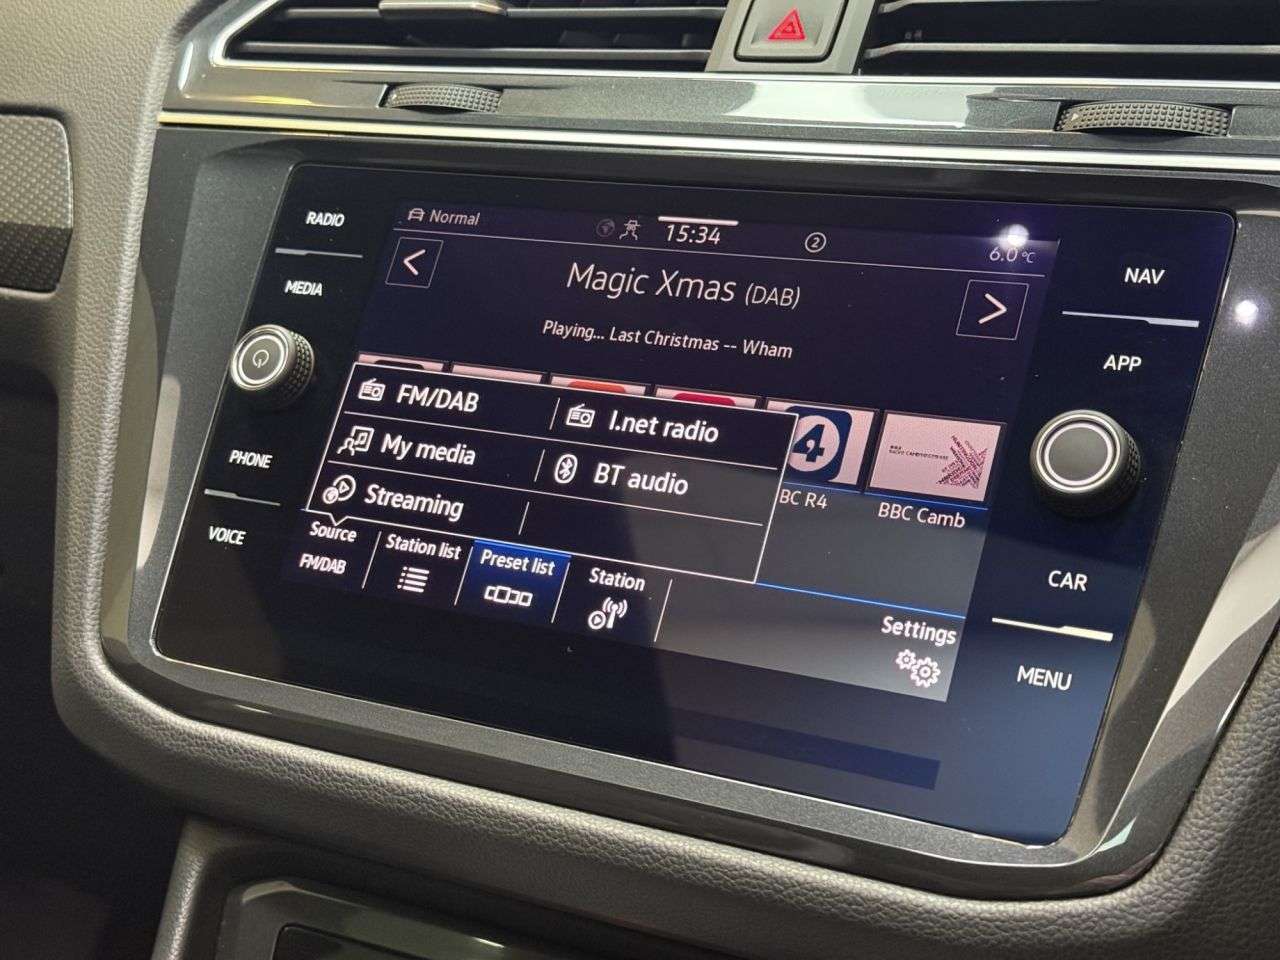 RADIO
MEDIA
PHONE
VOICE
Normal
15:34
2
6.0°C
Magic Xmas (DAB)
Playing... Last Christmas -- Wham
FM/DAB
I.net radio
My media
BT audio
Streaming
4
BC R4
BBC Camb
Source
FM/DAB
Station list
Preset list
Station
Settings
NAV
APP
CAR
MENU